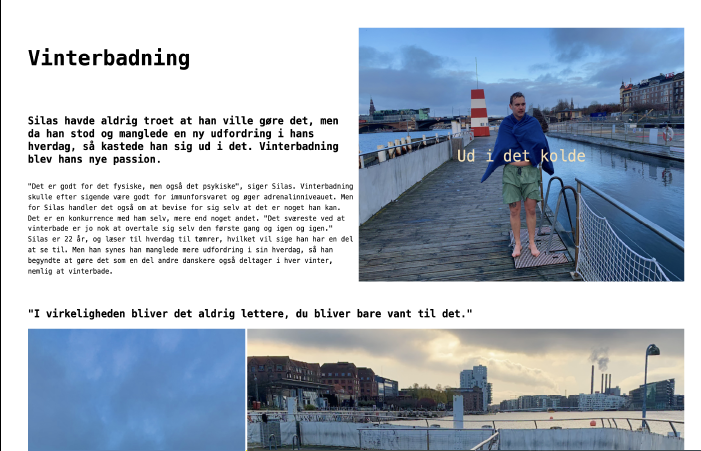 Vinterbadning
Silas havde aldrig troet at han ville gøre det, men
da han stod og manglede en ny udfordring i hans
hverdag, så kastede han sig ud i det. Vinterbadning
blev hans nye passion.
"Det er godt for det fysiske, men også det psykiske", siger Silas. Vinterbadning
skulle efter sigende være godt for immunforsvaret og øger adrenalinniveauet. Men
for Silas handler det også om at bevise for sig selv at det er noget han kan.
Det er en konkurrence med ham selv, mere end noget andet. "Det sværeste ved at
vinterbade er jo nok at overtale sig selv den første gang og igen og igen."
Silas er 22 år, og læser til hverdag til tømrer, hvilket vil sige han har en del
at se til. Men han synes han manglede mere udfordring i sin hverdag, så han
begyndte at gøre det som en del andre danskere også deltager i hver vinter,
nemlig at vinterbade.
Ud i det kolde
"I virkeligheden bliver det aldrig lettere, du bliver bare vant til det."